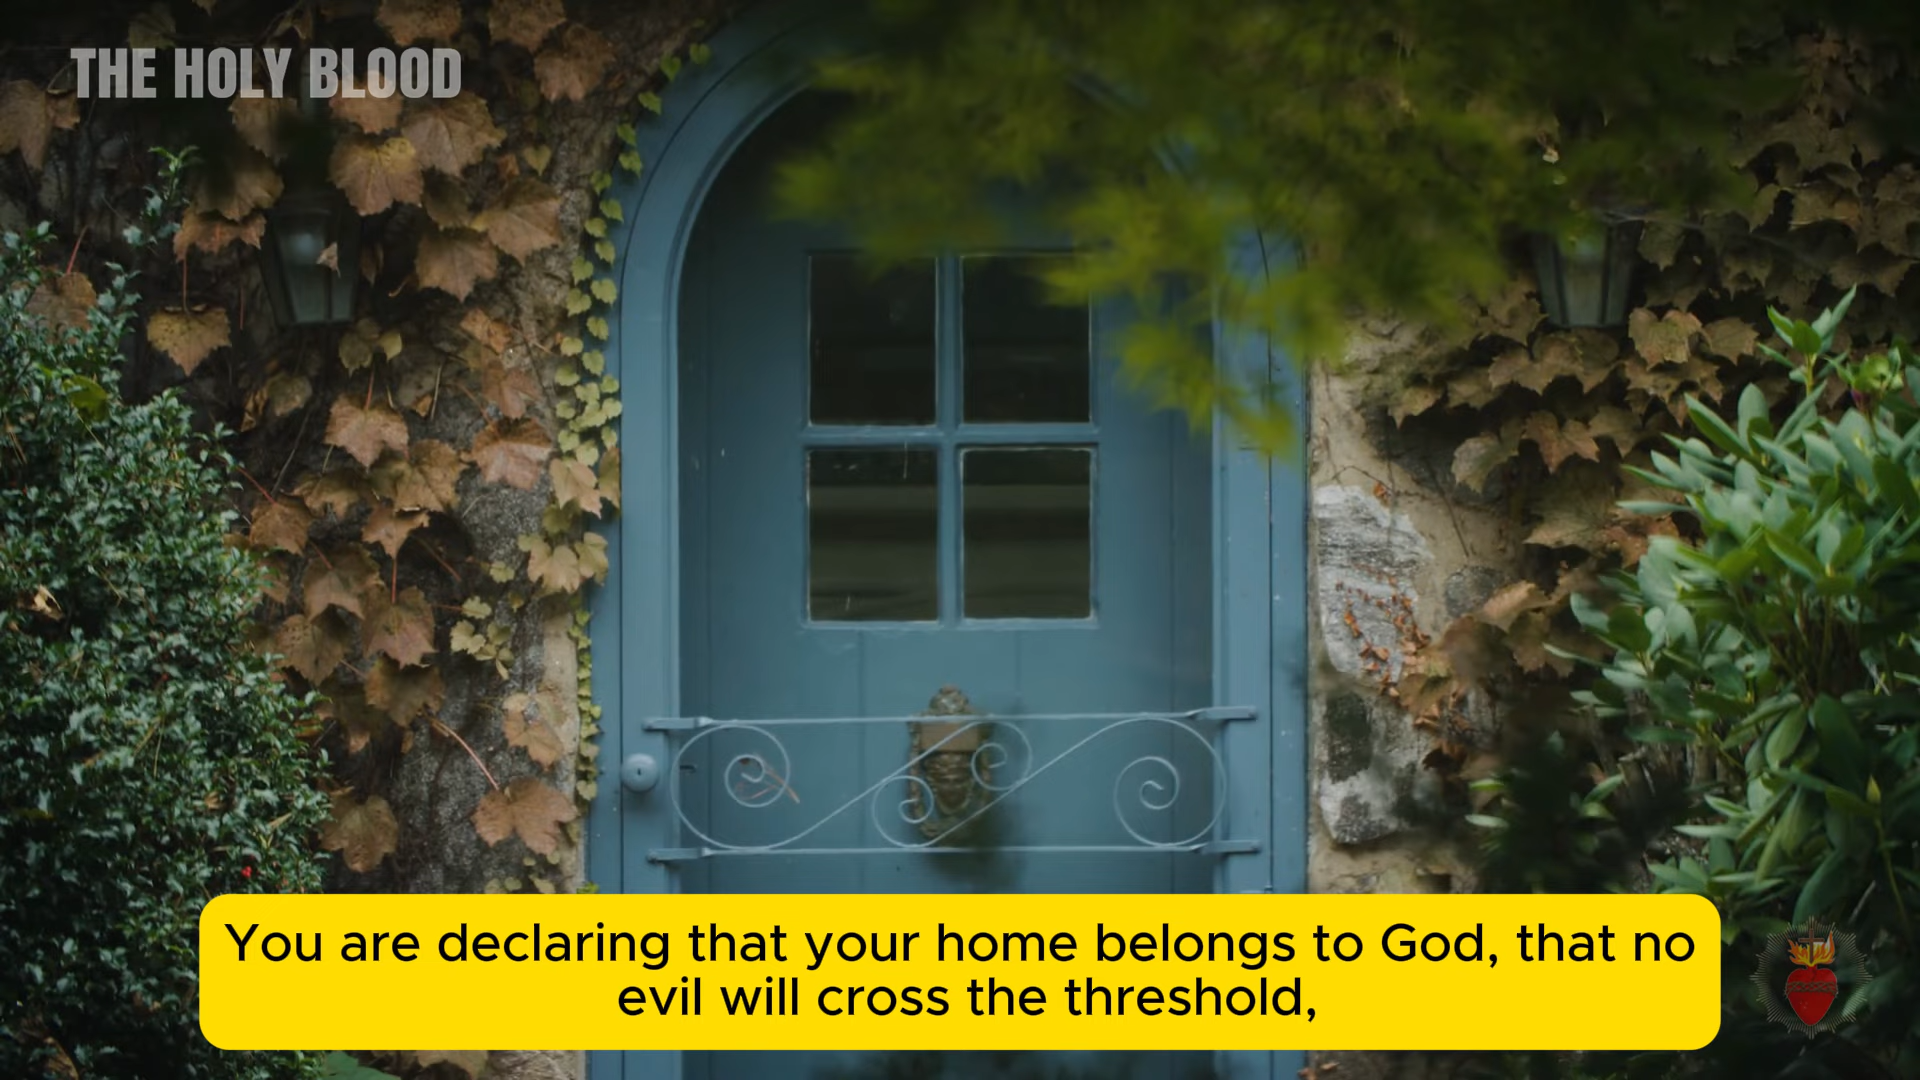 THE HOLY BLOOD
You are declaring that your home belongs to God, that no
evil will cross the threshold,